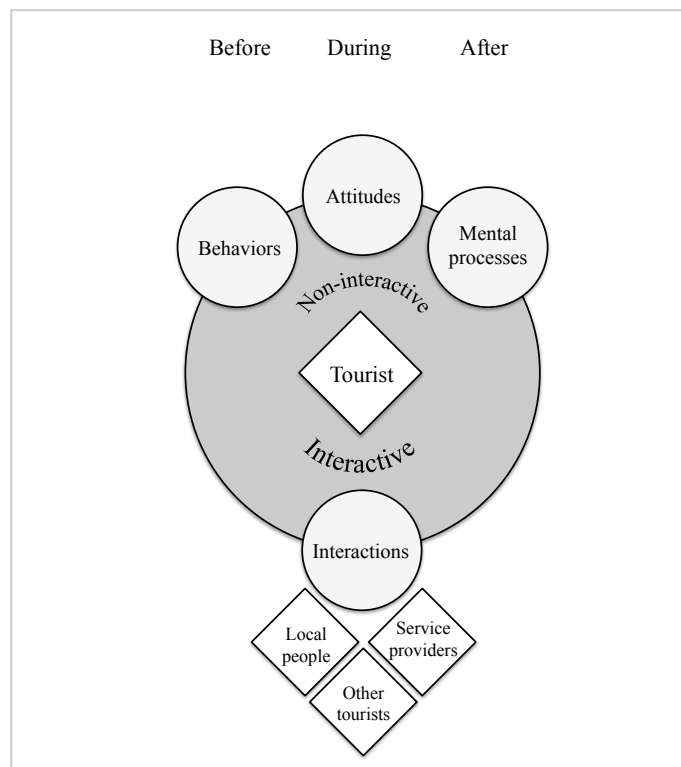 Before During After
Attitudes
Behaviors
Mental
processes
Non-interactive
Tourist
Interactive
Interactions
Local
people
Service
providers
Other
tourists